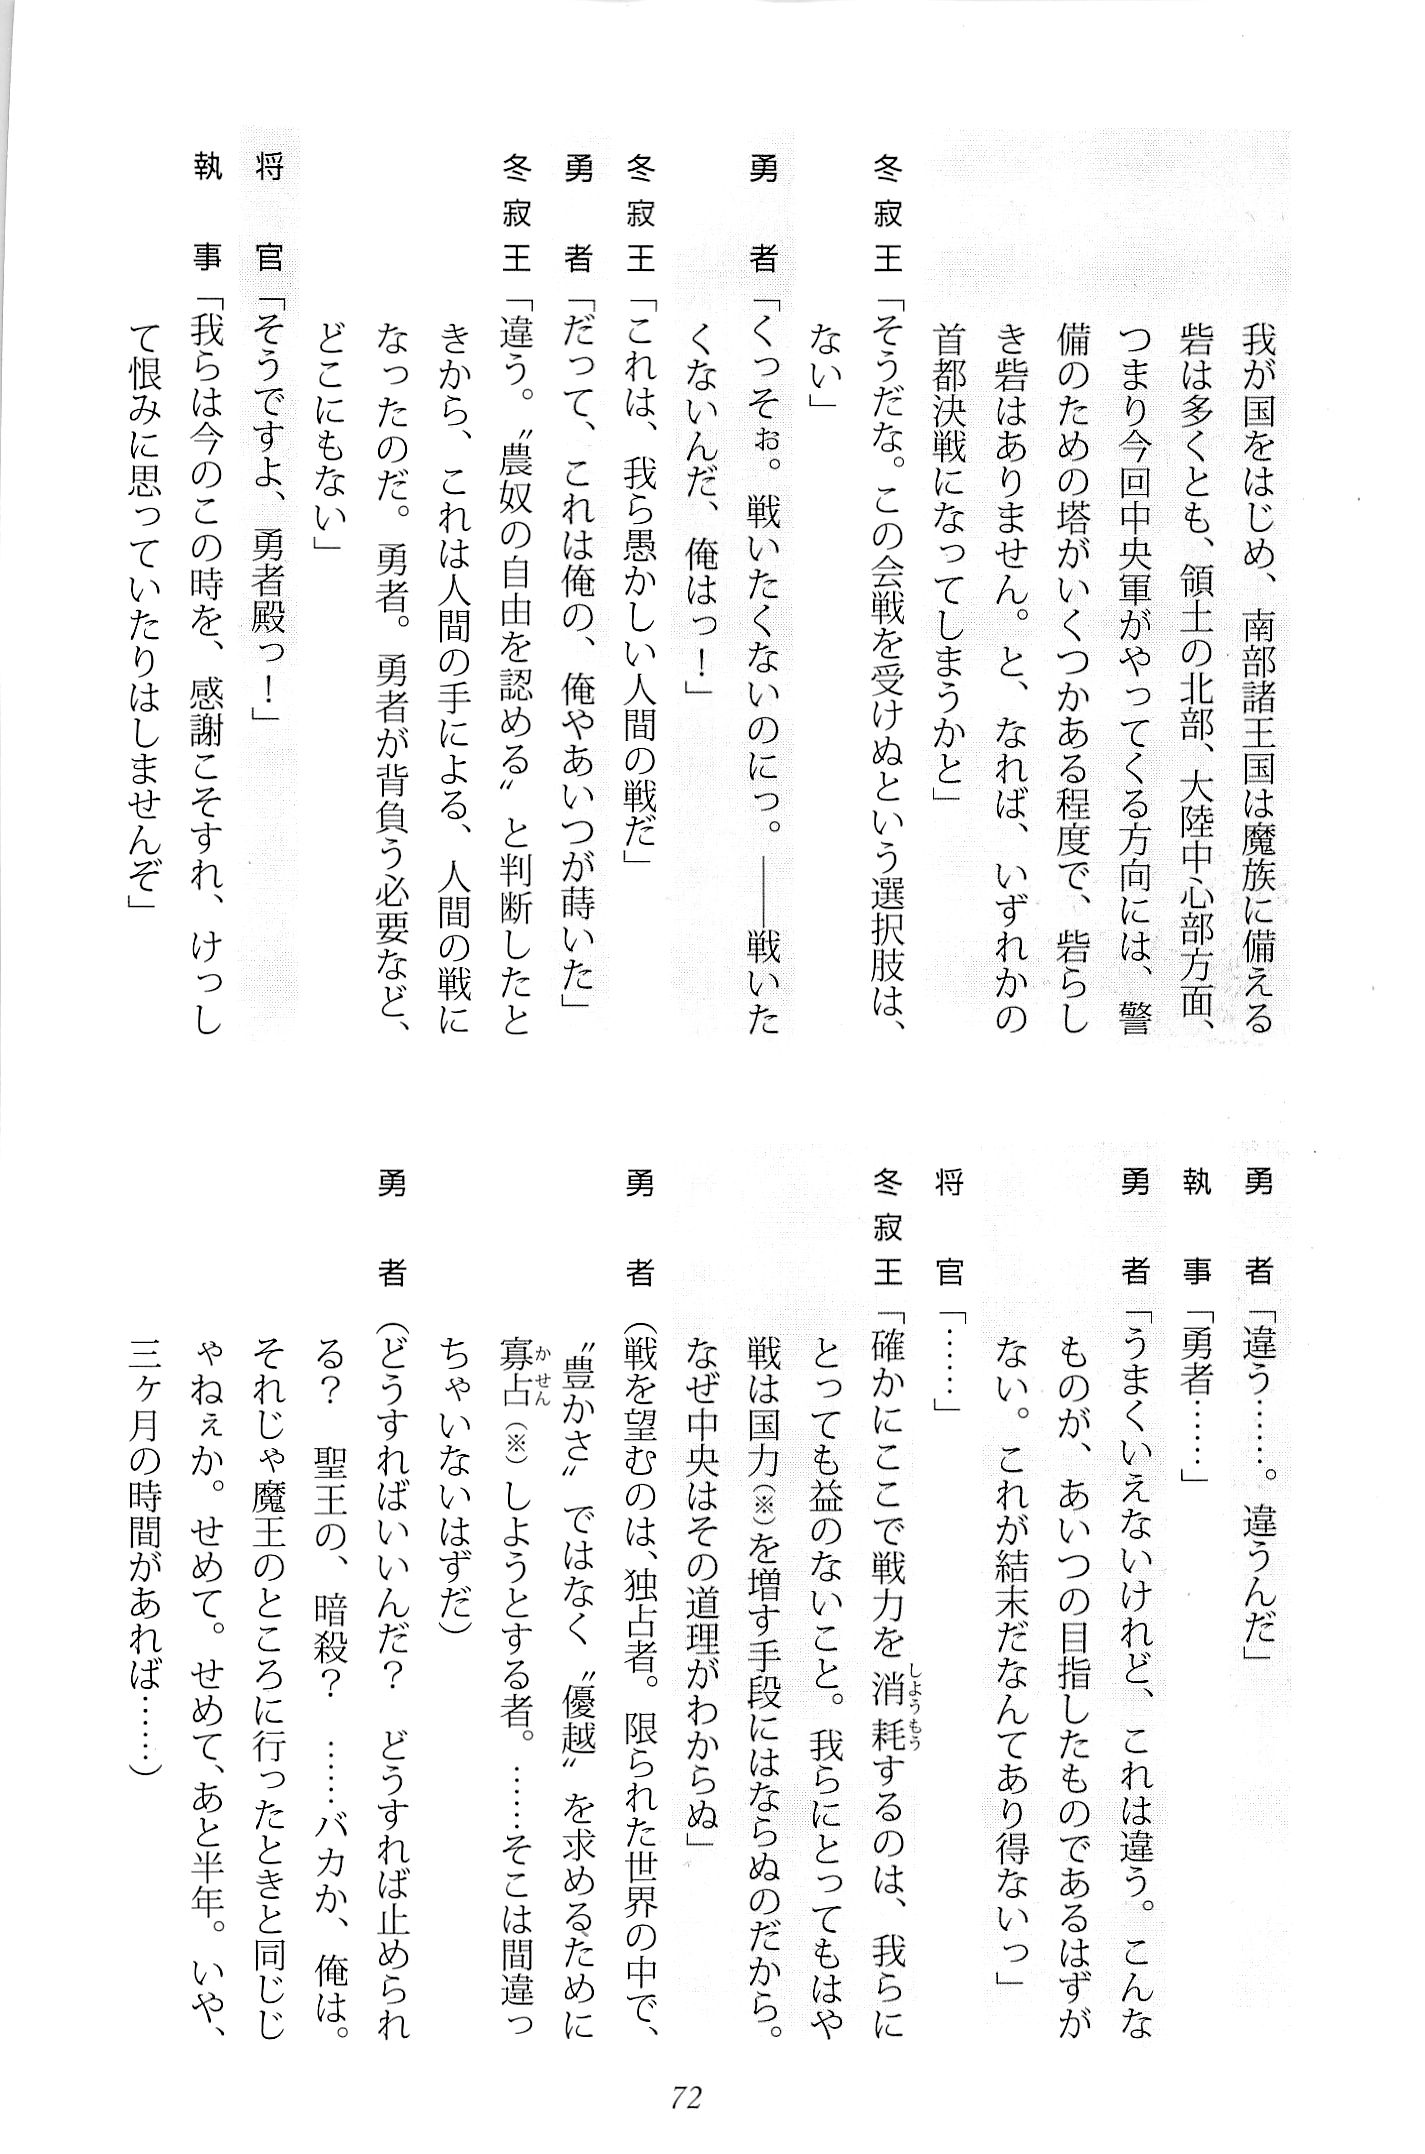 我が国をはじめ、南部諸王国は魔族に備える
砦は多くとも、領土の北部、大陸中心部方面、
つまり今回中央軍がやってくる方向には、警
備のための塔がいくつかある程度で、砦らし
き砦はありません。と、なれば、いずれかの
首都決戦になってしまうかと」
冬寂王「そうだな。この会戦を受けぬという選択肢は、
ない」
勇　者「くっそぉ。戦いたくないのにっ。――戦いた
くないんだ、俺はっ！」
冬寂王「これは、我ら愚かしい人間の戦だ」
勇　者「だって、これは俺の、俺やあいつが蒔いた」
冬寂王「違う。〝農奴の自由を認める〟と判断したと
きから、これは人間の手による、人間の戦に
なったのだ。勇者。勇者が背負う必要など、
どこにもない」
将　官「そうですよ、勇者殿っ！」
執　事「我らは今のこの時を、感謝こそすれ、けっし
て恨みに思っていたりはしませんぞ」
勇　者「違う……。違うんだ」
執　事「勇者……」
勇　者「うまくいえないけれど、これは違う。こんな
ものが、あいつの目指したものであるはずが
ない。これが結末だなんてあり得ないっ」
将　官「……」
冬寂王「確かにここで戦力を消耗（しようもう）するのは、我らに
とっても益のないこと。我らにとってもはや
戦は国力（※）を増す手段にはならぬのだから。
なぜ中央はその道理がわからぬ」
勇　者（戦を望むのは、独占者。限られた世界の中で、
〝豊かさ〟ではなく〝優越〟を求めるために
寡占（かせん）（※）しようとする者。……そこは間違っ
ちゃいないはずだ）
勇　者（どうすればいいんだ？　どうすれば止められ
る？　聖王の、暗殺？　……バカか、俺は。
それじゃ魔王のところに行ったときと同じじ
ゃねぇか。せめて。せめて、あと半年。いや、
三ヶ月の時間があれば……）
72